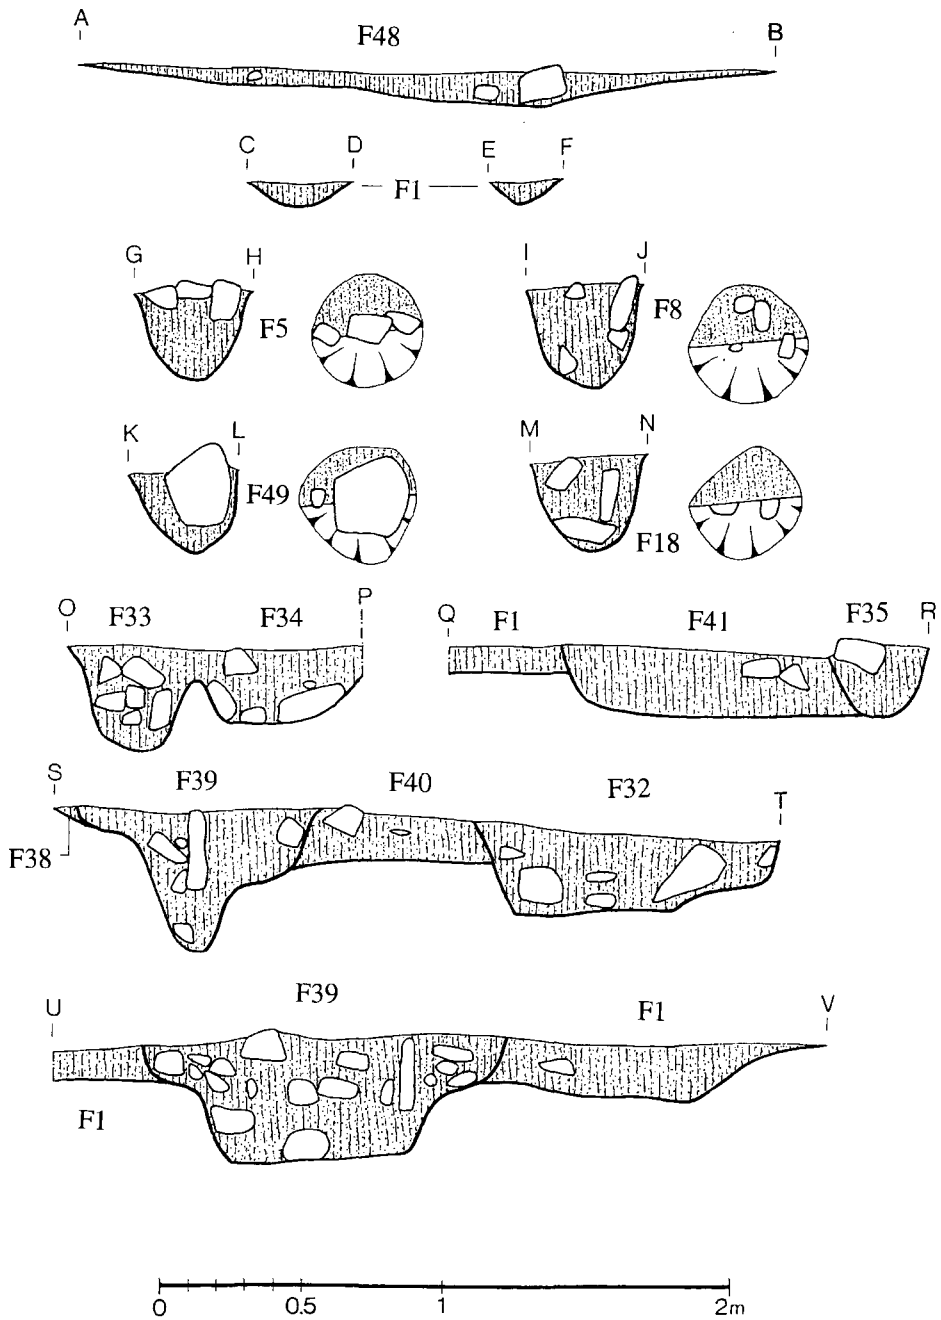 A F48 B
C D E F
F1
G H I J
F5 F8
K L M N
F49 F18
O F33 F34 P Q F1 F41 F35 R
S F39 F40 F32 T
F38
U F39 F1 V
F1
0 0.5 1 2m